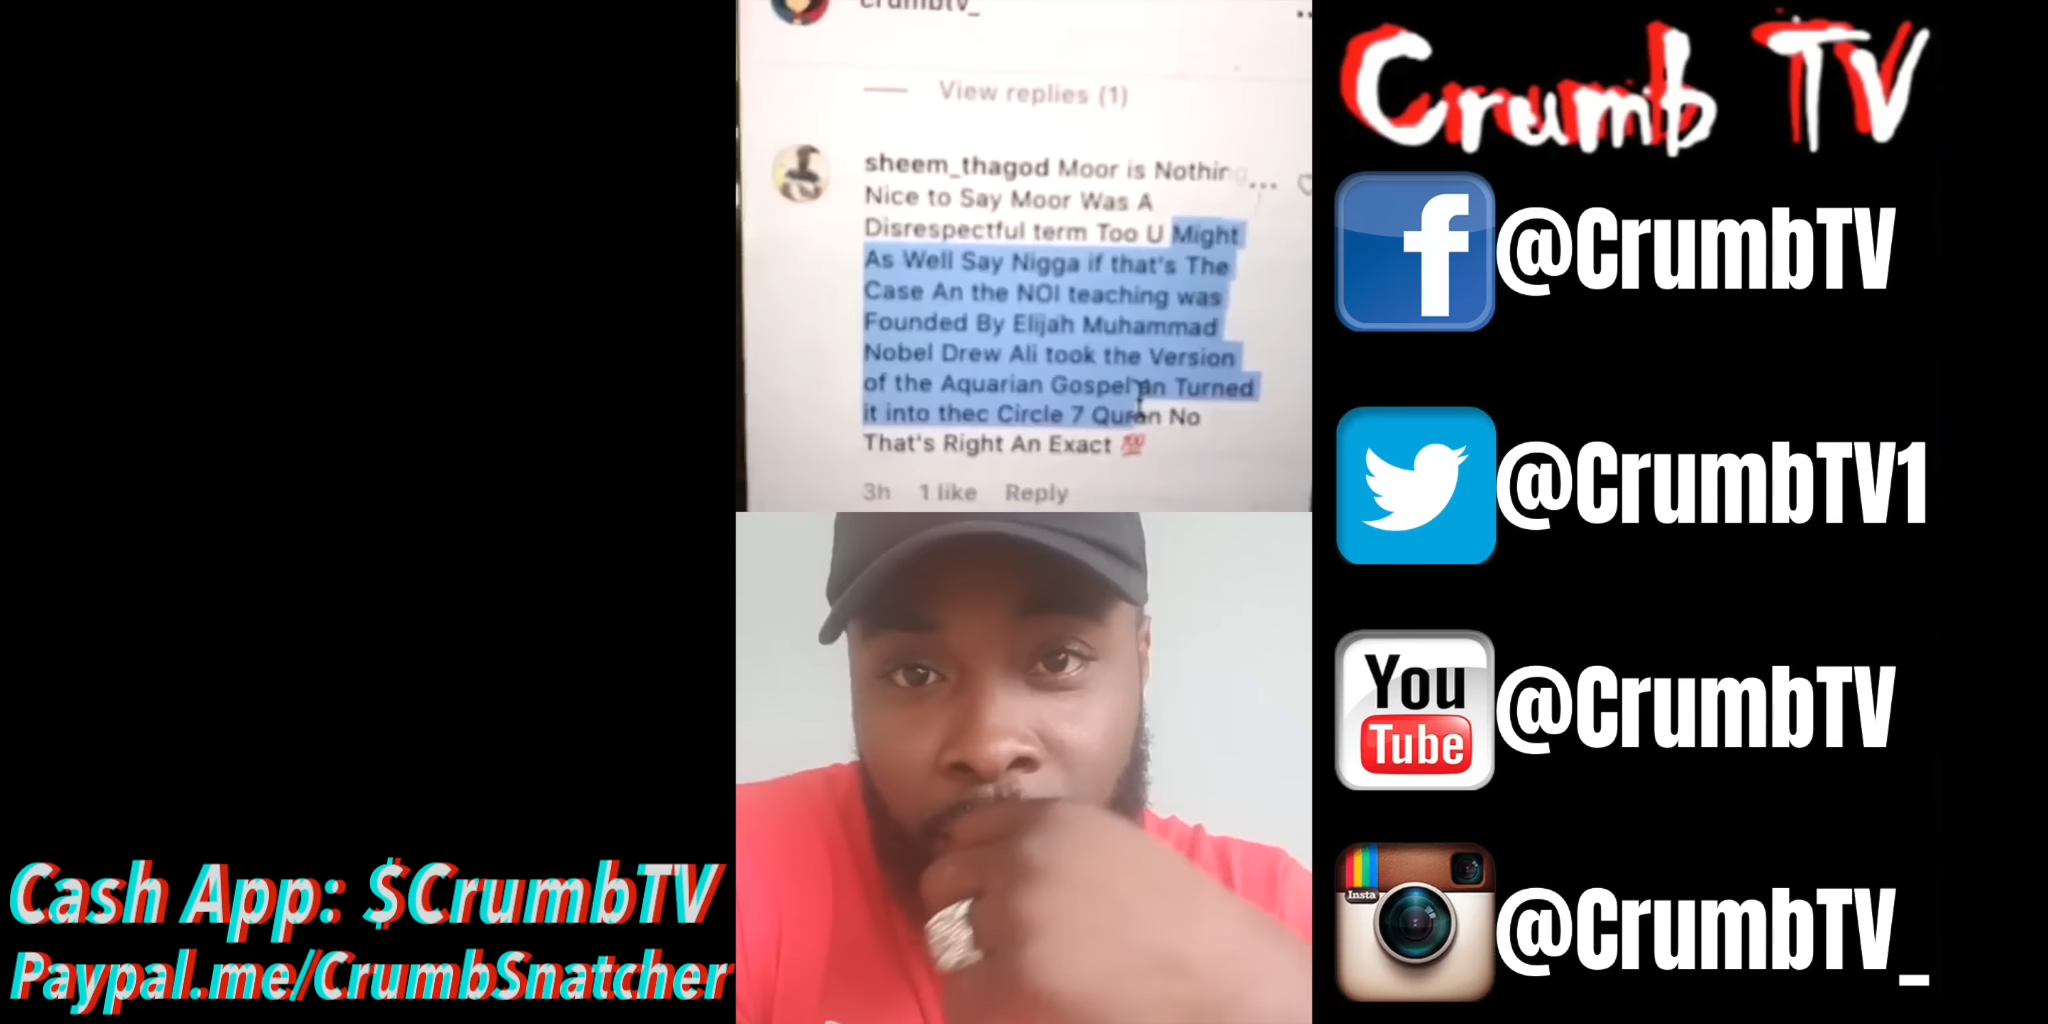 crumbtv_
View replies (1)
sheem_thagod Moor is Nothing
Nice to Say Moor Was A
Disrespectful term Too U Might
As Well Say Nigga if that's The
Case An the NOI teaching was
Founded By Elijah Muhammad
Nobel Drew Ali took the Version
of the Aquarian Gospel an Turned
it into thec Circle 7 Quran No
That's Right An Exact 💯
3h 1 like Reply
Crumb TV
@CrumbTV
@CrumbTV1
You
Tube
@CrumbTV
Insta
@CrumbTV_
Cash App: $CrumbTV
Paypal.me/CrumbSnatcher